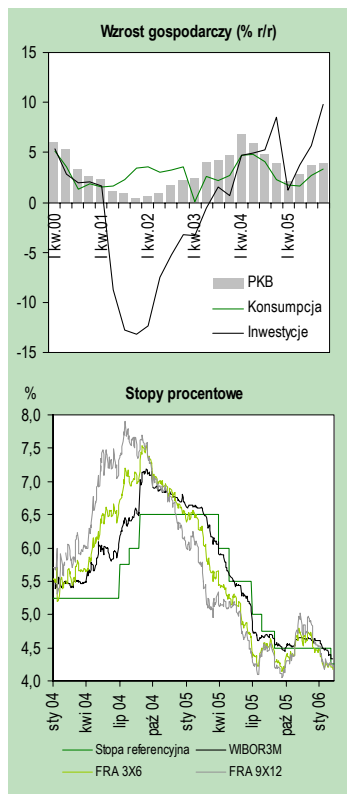 Wzrost gospodarczy (% r/r)
15
10
5
0
-5
-10
-15
I kw.00
I kw.01
I kw.02
I kw.03
I kw.04
I kw.05
PKB
Konsumpcja
Inwestycje
%
Stopy procentowe
8,0
7,5
7,0
6,5
6,0
5,5
5,0
4,5
4,0
sty 04
kwi 04
lip 04
paź 04
sty 05
kwi 05
lip 05
paź 05
sty 06
Stopa referencyjna
WIBOR3M
FRA 3X6
FRA 9X12